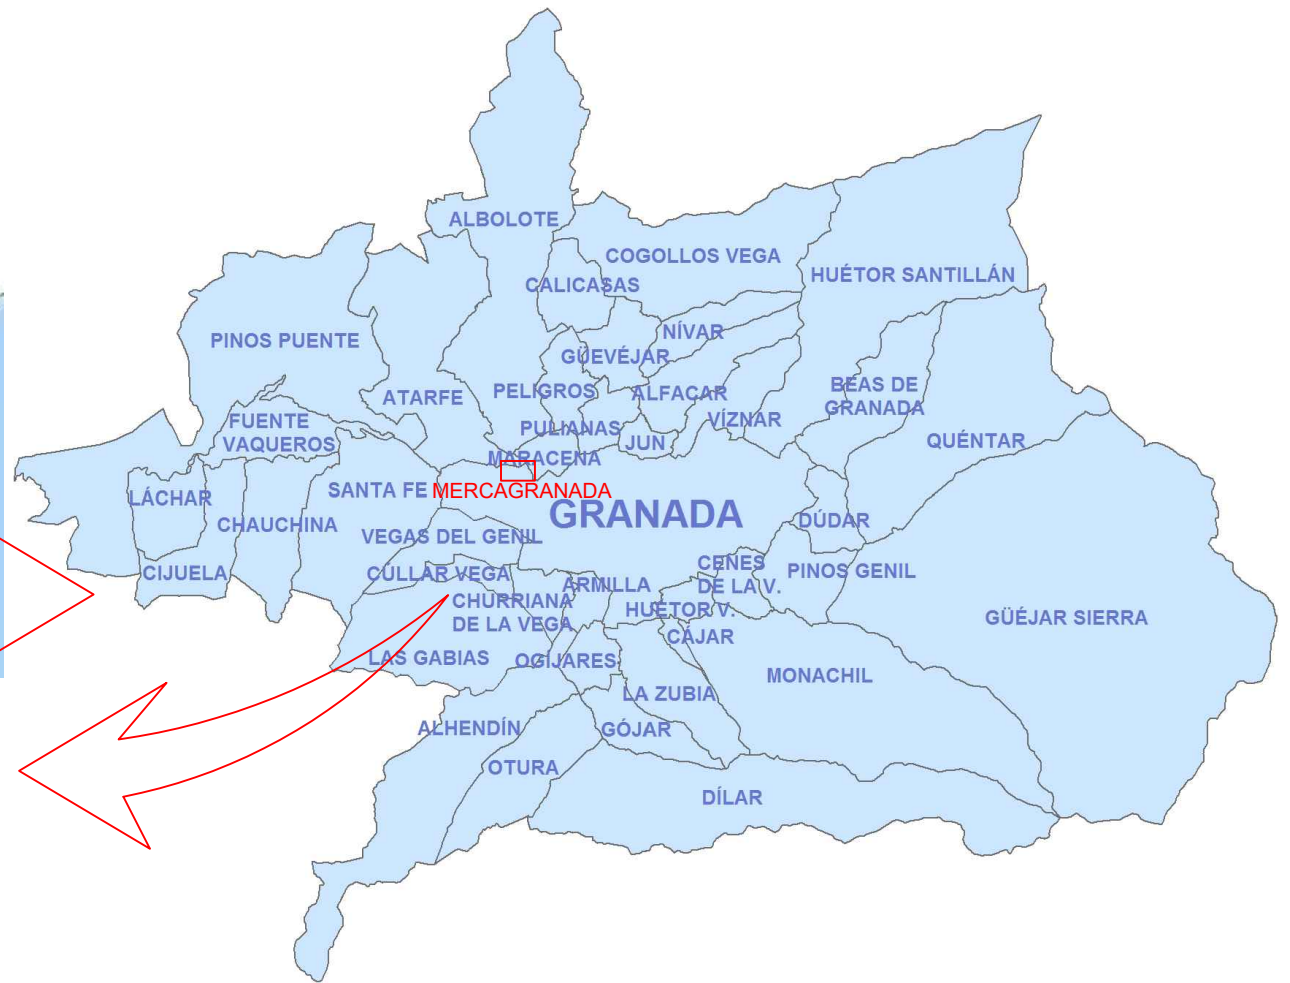 ALBOLOTE
COGOLLOS VEGA
HUÉTOR SANTILLÁN
CALICASAS
NÍVAR
PINOS PUENTE
GÜEVÉJAR
PELIGROS
ALFACAR
BEAS DE
GRANADA
ATARFE
FUENTE
VAQUEROS
PULIANAS
JUN
VÍZNAR
QUÉNTAR
MARACENA
LÁCHAR
SANTA FE
MERCAGRANADA
GRANADA
CHAUCHINA
DÚDAR
VEGAS DEL GENIL
CIJUELA
CÚLLAR VEGA
ARMILLA
CENES
DE LA V.
PINOS GENIL
CHURRIANA
DE LA VEGA
HUÉTOR V.
CÁJAR
GÜÉJAR SIERRA
LAS GABIAS
OGÍJARES
MONACHIL
LA ZUBIA
ALHENDÍN
GÓJAR
OTURA
DÍLAR